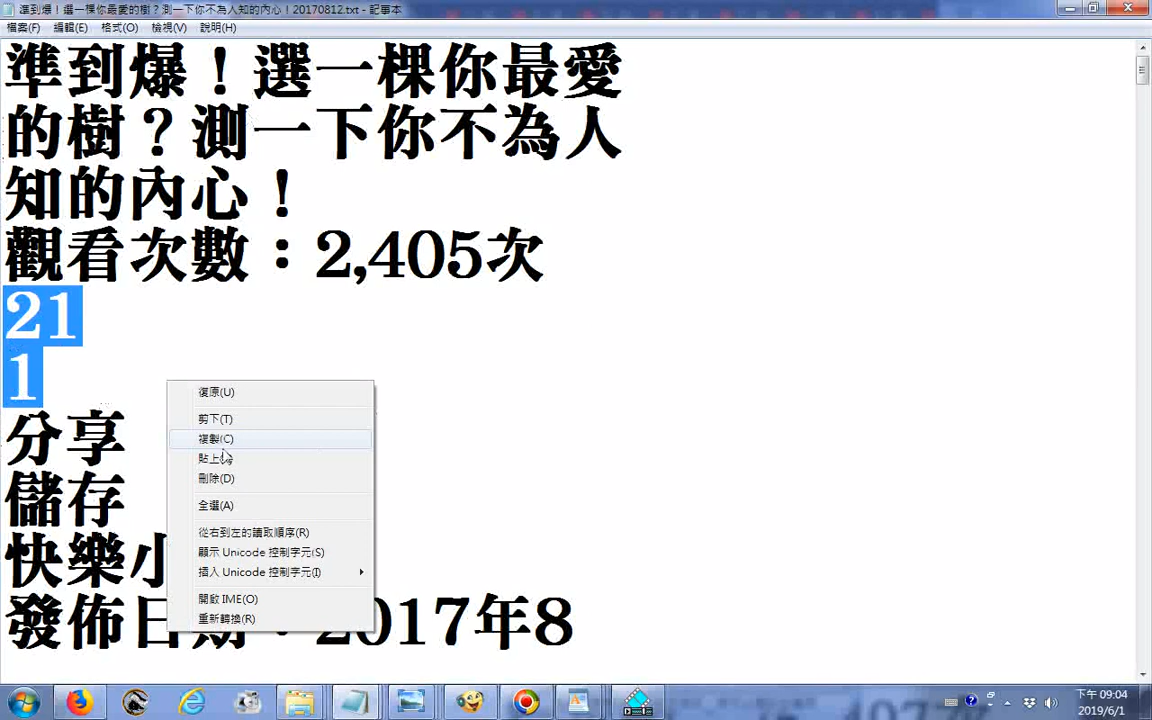 準到爆！選一棵你最愛的樹？測一下你不為人知的內心！20170812.txt - 記事本
檔案(F) 編輯(E) 格式(O) 檢視(V) 說明(H)
準到爆！選一棵你最愛
的樹？測一下你不為人
知的內心！
觀看次數：2,405次
21
1
分享
儲存
快樂小
發佈日期：2017年8
復原(U)
剪下(T)
複製(C)
貼上
刪除(D)
全選(A)
從右到左的讀取順序(R)
顯示 Unicode 控制字元(S)
插入 Unicode 控制字元(I)
開啟 IME(O)
重新轉換(R)
下午 09:04
2019/6/1